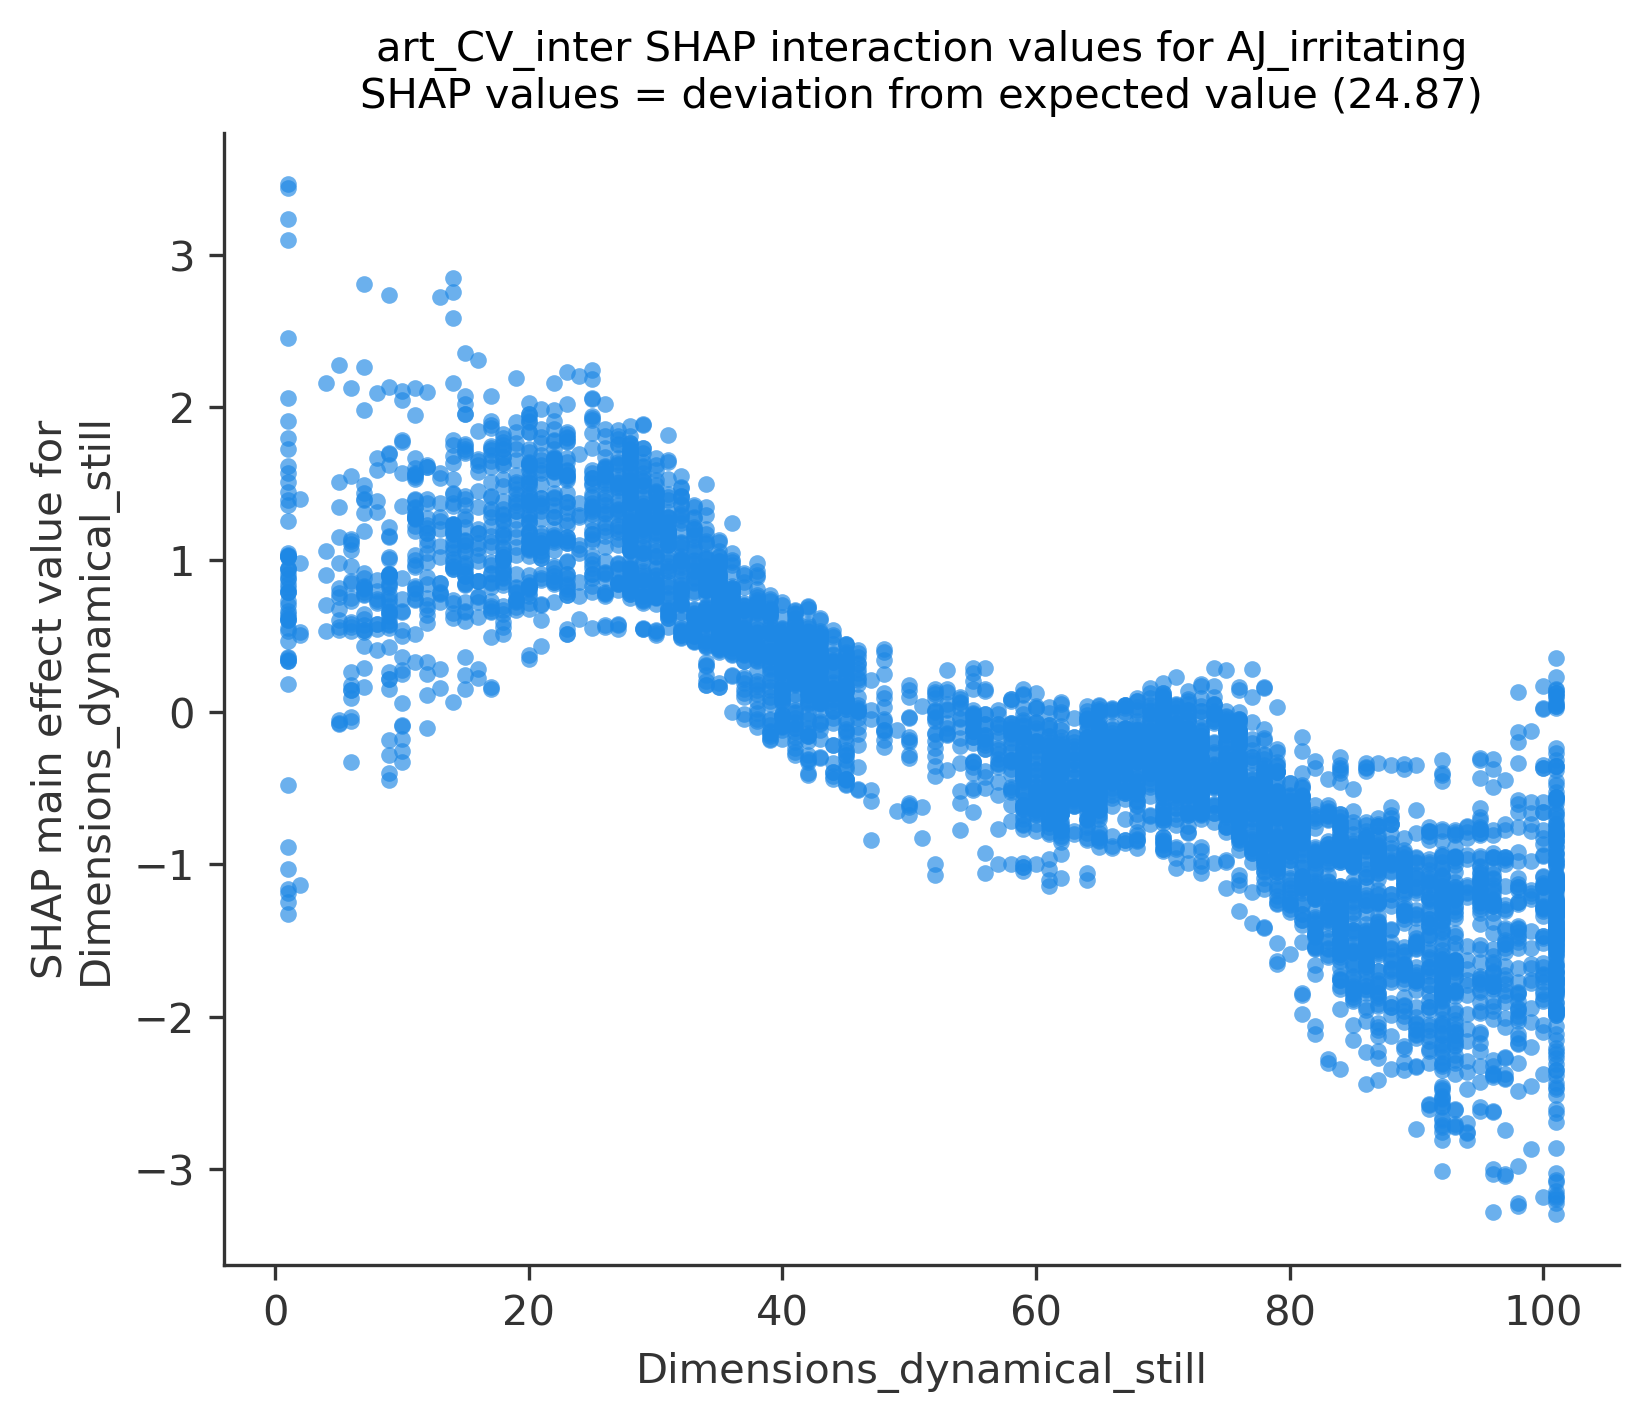 art_CV_inter SHAP interaction values for AJ_irritating
SHAP values = deviation from expected value (24.87)
SHAP main effect value for
Dimensions_dynamical_still
3
2
1
0
−1
−2
−3
0
20
40
60
80
100
Dimensions_dynamical_still